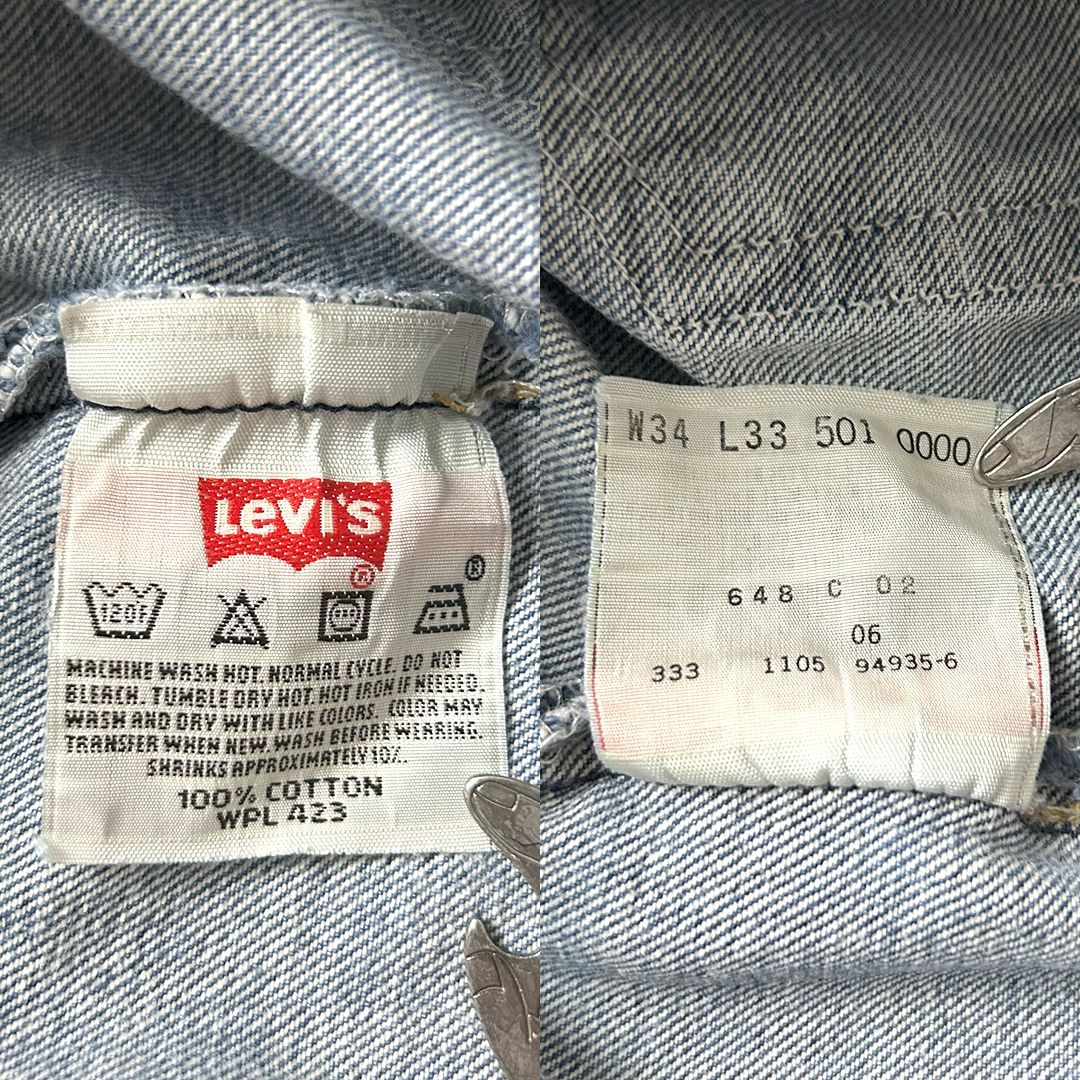 Levi's
®
®
120F
MACHINE WASH HOT. NORMAL CYCLE. DO NOT
BLEACH. TUMBLE DRY HOT. HOT IRON IF NEEDED.
WASH AND DRY WITH LIKE COLORS. COLOR MAY
TRANSFER WHEN NEW. WASH BEFORE WEARING.
SHRINKS APPROXIMATELY 10%.
100% COTTON
WPL 423
W34 L33 501 0000
648 C 02
06
333 1105 94935-6